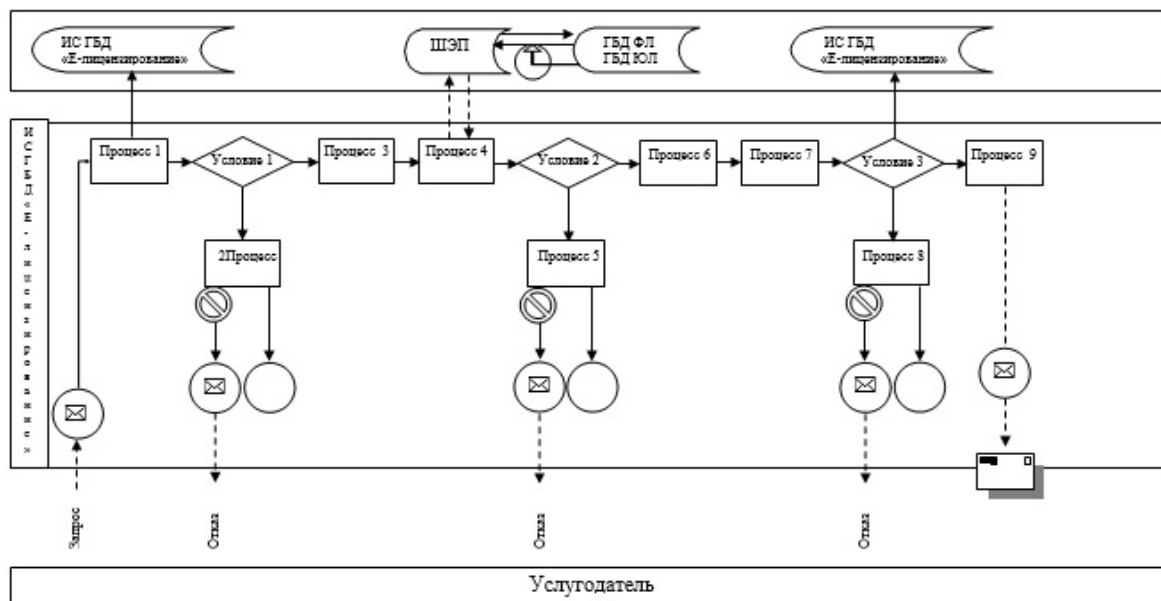 ИС ГБД
«Е-лицензирование»
ШЭП
ГБД ФЛ
ГБД ЮЛ
ИС ГБД
«Е-лицензирование»
ИС ГБД «Е-лицензирование»
Процесс 1
Условие 1
Процесс 3
Процесс 4
Условие 2
Процесс 6
Процесс 7
Условие 3
Процесс 9
2Процесс
Процесс 5
Процесс 8
Запрос
Отказ
Отказ
Отказ
Услугодатель